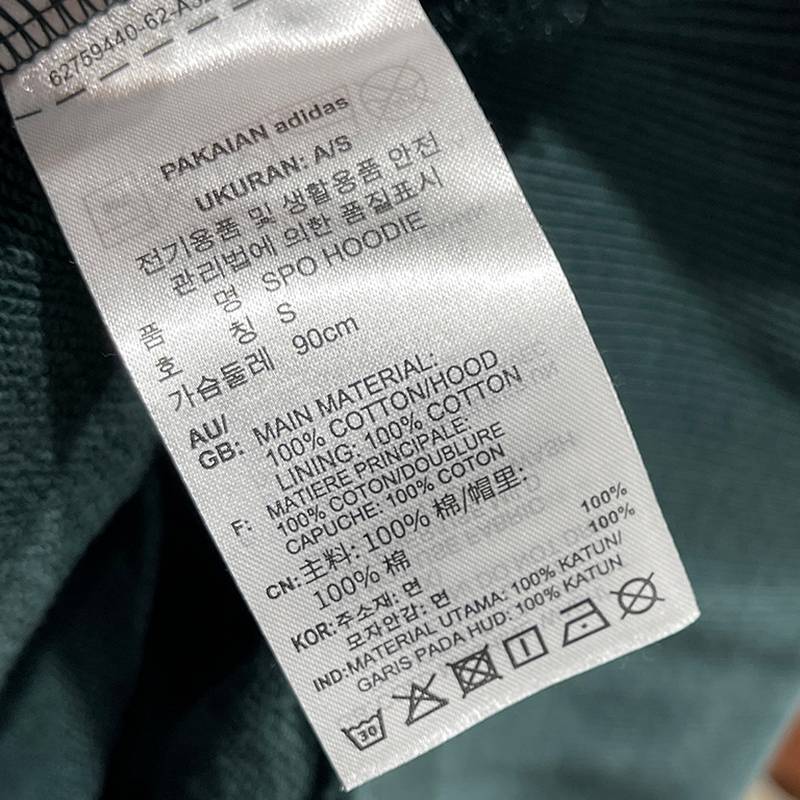 62759440-62-A
PAKAIAN adidas
UKURAN: A/S
전기용품 및 생활용품 안전
관리법에 의한 품질표시
품 명 SPO HOODIE
호 칭 S
가슴둘레 90cm
AU/
GB: MAIN MATERIAL:
100% COTTON/HOOD
LINING: 100% COTTON
F: MATIERE PRINCIPALE:
100% COTON/DOUBLURE
CAPUCHE: 100% COTON
CN: 主料: 100% 棉/帽里:
100% 棉
KOR: 주소재: 면 100%
모자안감: 면 100%
IND: MATERIAL UTAMA: 100% KATUN/
GARIS PADA HUD: 100% KATUN
30